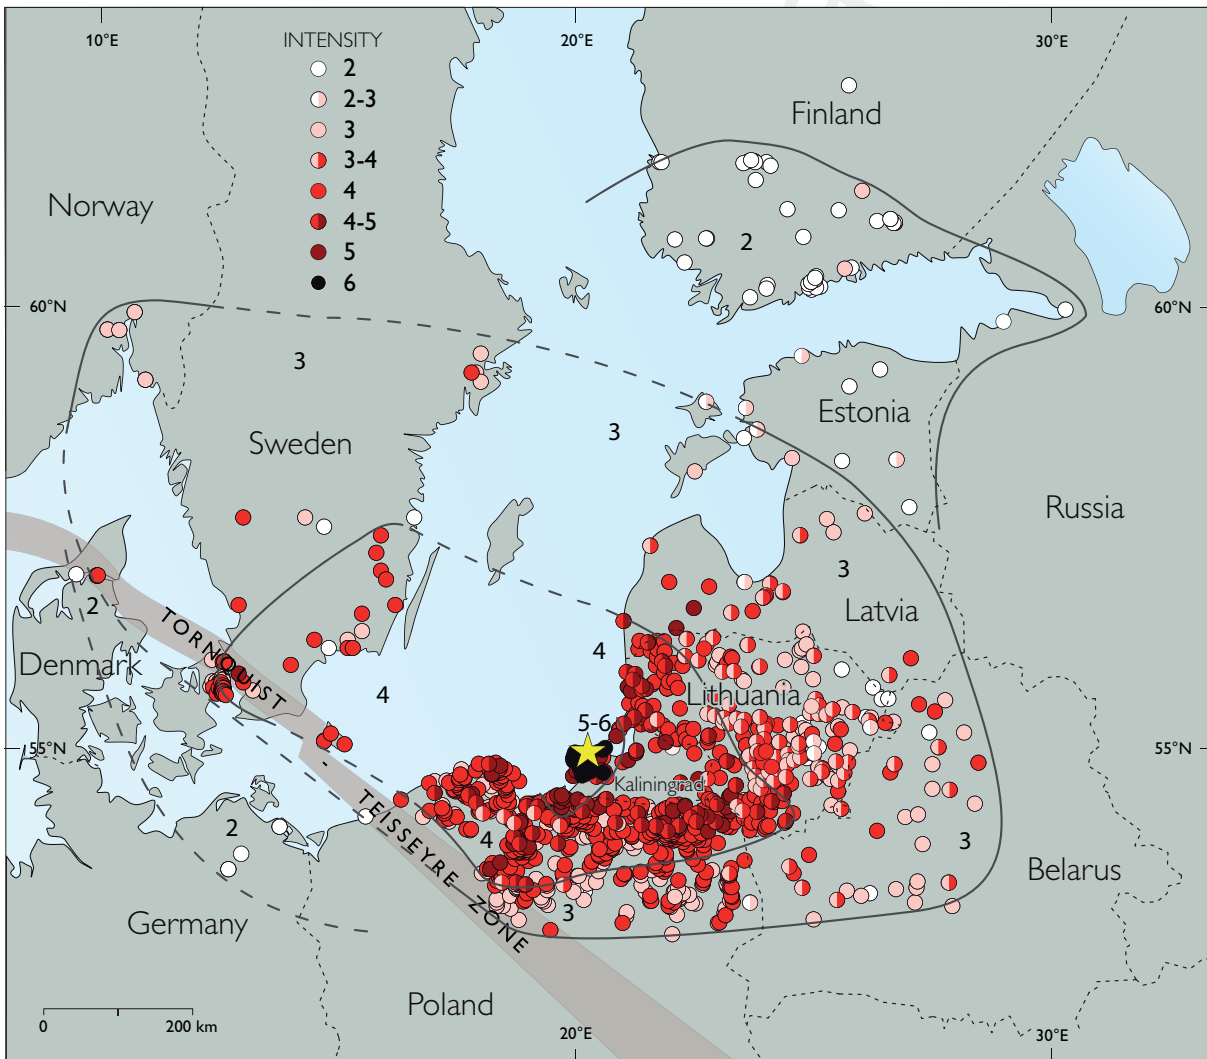 10°E
20°E
30°E
INTENSITY
2
2-3
3
3-4
4
4-5
5
6
Finland
Norway
2
60°N
60°N
3
3
Estonia
Sweden
Russia
3
2
Latvia
TORNQUIST
4
Denmark
4
Lithuania
5-6
55°N
55°N
Kaliningrad
TEISSEYRE ZONE
2
4
3
Belarus
3
Germany
Poland
0
200 km
20°E
30°E